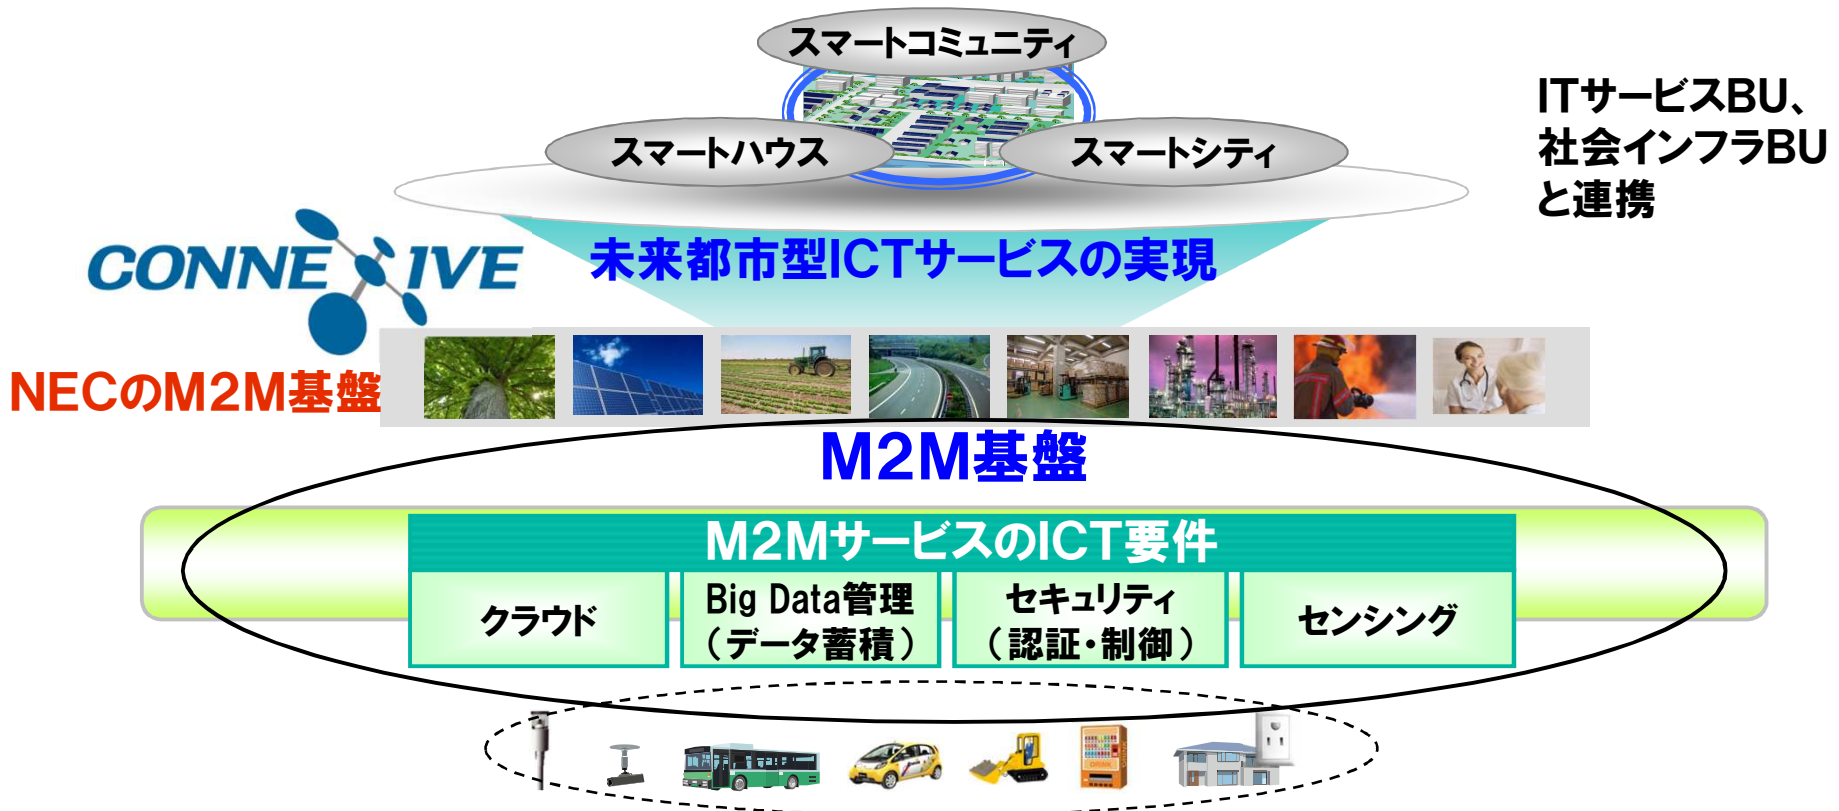 スマートコミュニティ
スマートハウス
スマートシティ
ITサービスBU、
社会インフラBU
と連携
CONNEXIVE
未来都市型ICTサービスの実現
NECのM2M基盤
M2M基盤
M2MサービスのICT要件
クラウド
Big Data管理
（データ蓄積）
セキュリティ
（認証・制御）
センシング
DRINK